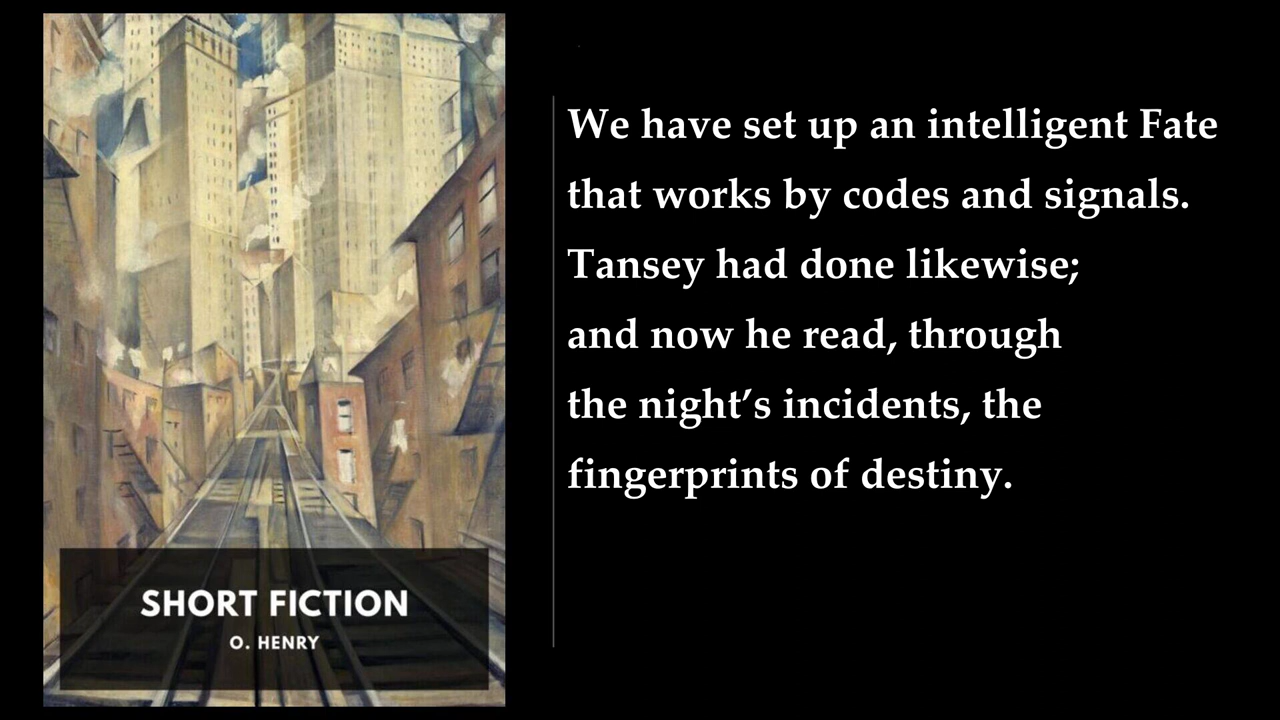 SHORT FICTION
O. HENRY
We have set up an intelligent Fate
that works by codes and signals.
Tansey had done likewise;
and now he read, through
the night’s incidents, the
fingerprints of destiny.